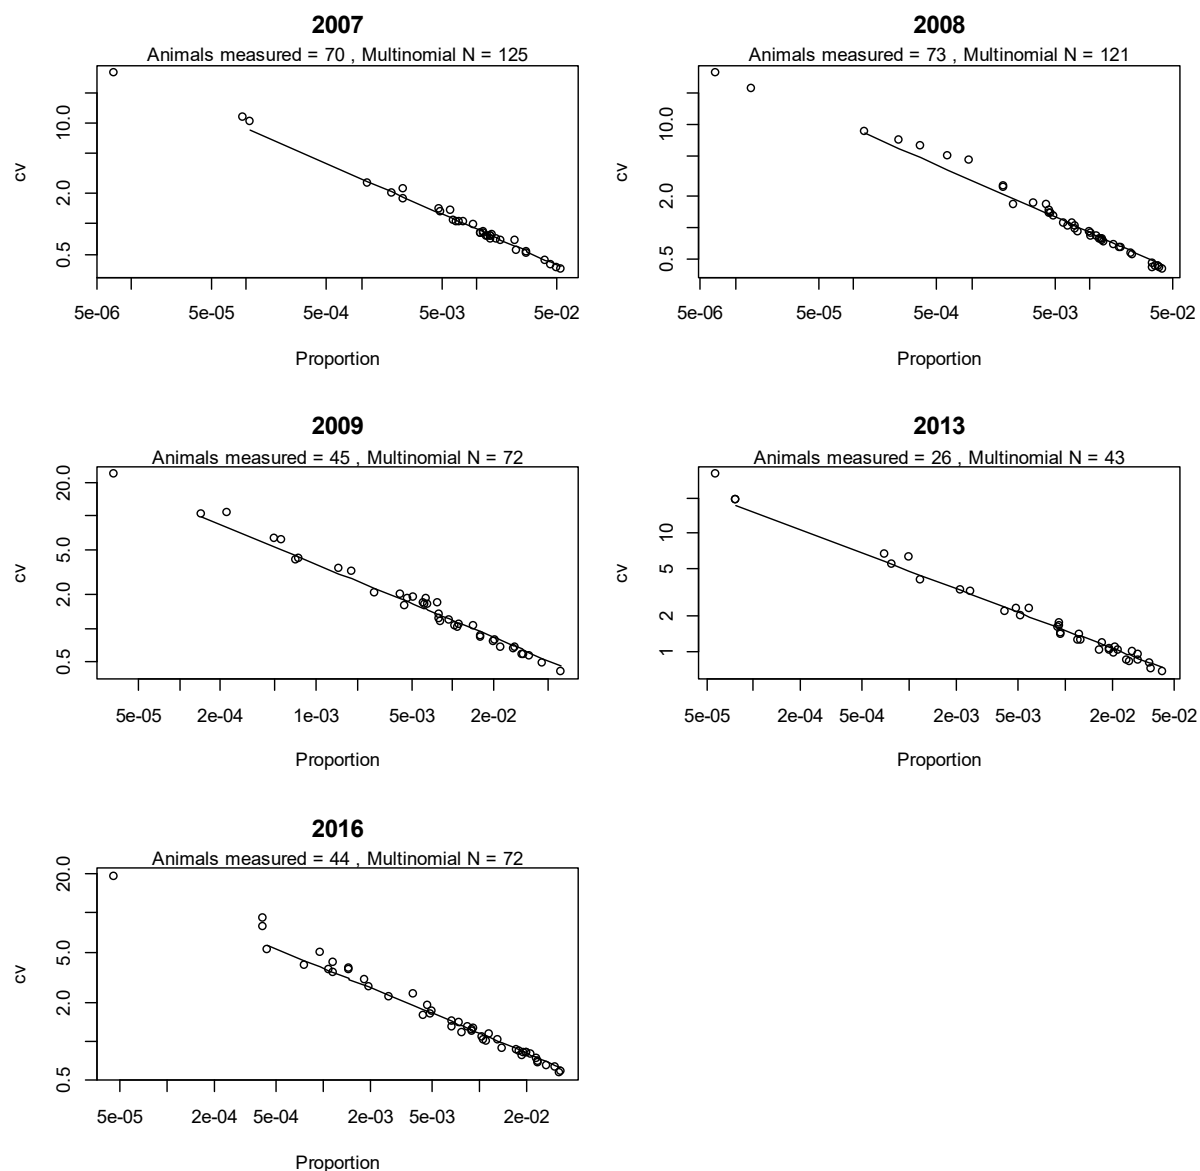 2007
Animals measured = 70 , Multinomial N = 125
cv
10.0
2.0
0.5
5e-06 5e-05 5e-04 5e-03 5e-02
Proportion
2008
Animals measured = 73 , Multinomial N = 121
cv
10.0
2.0
0.5
5e-06 5e-05 5e-04 5e-03 5e-02
Proportion
2009
Animals measured = 45 , Multinomial N = 72
cv
20.0
5.0
2.0
0.5
5e-05 2e-04 1e-03 5e-03 2e-02
Proportion
2013
Animals measured = 26 , Multinomial N = 43
cv
10
5
2
1
5e-05 2e-04 5e-04 2e-03 5e-03 2e-02 5e-02
Proportion
2016
Animals measured = 44 , Multinomial N = 72
cv
20.0
5.0
2.0
0.5
5e-05 2e-04 5e-04 2e-03 5e-03 2e-02
Proportion